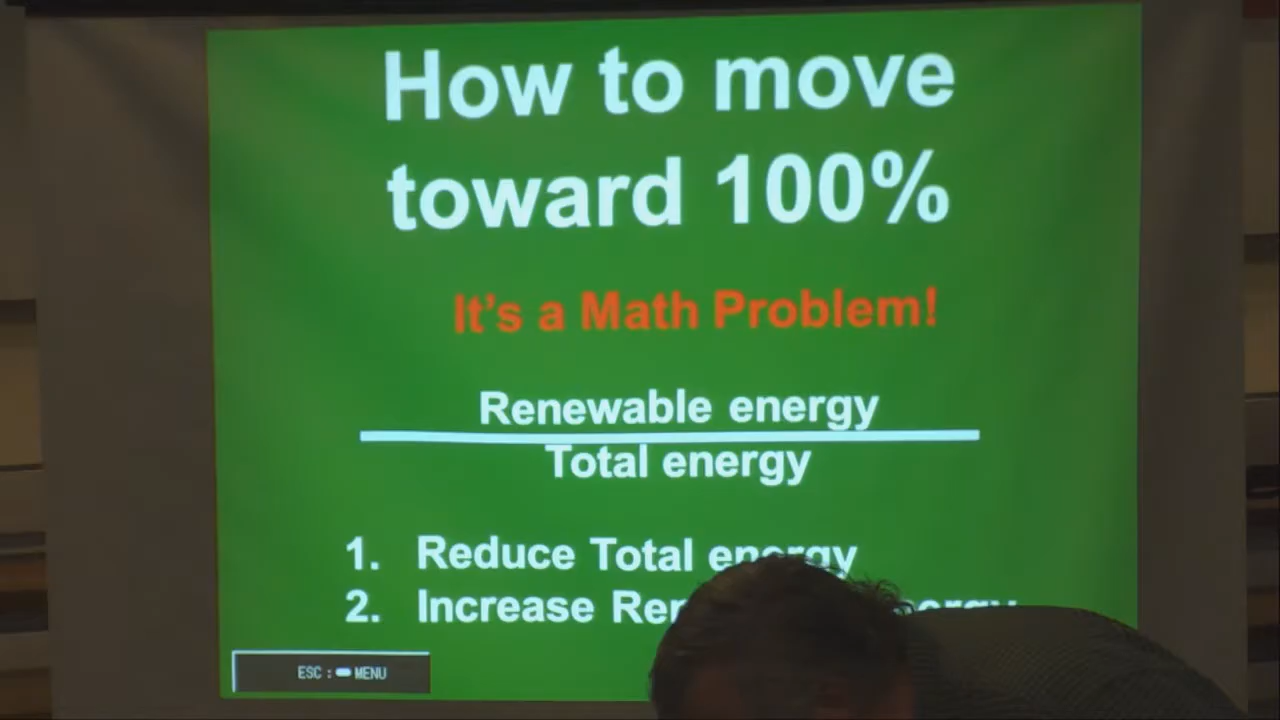 How to move
toward 100%
It's a Math Problem!
Renewable energy
Total energy
1. Reduce Total energy
2. Increase
ESC : MENU